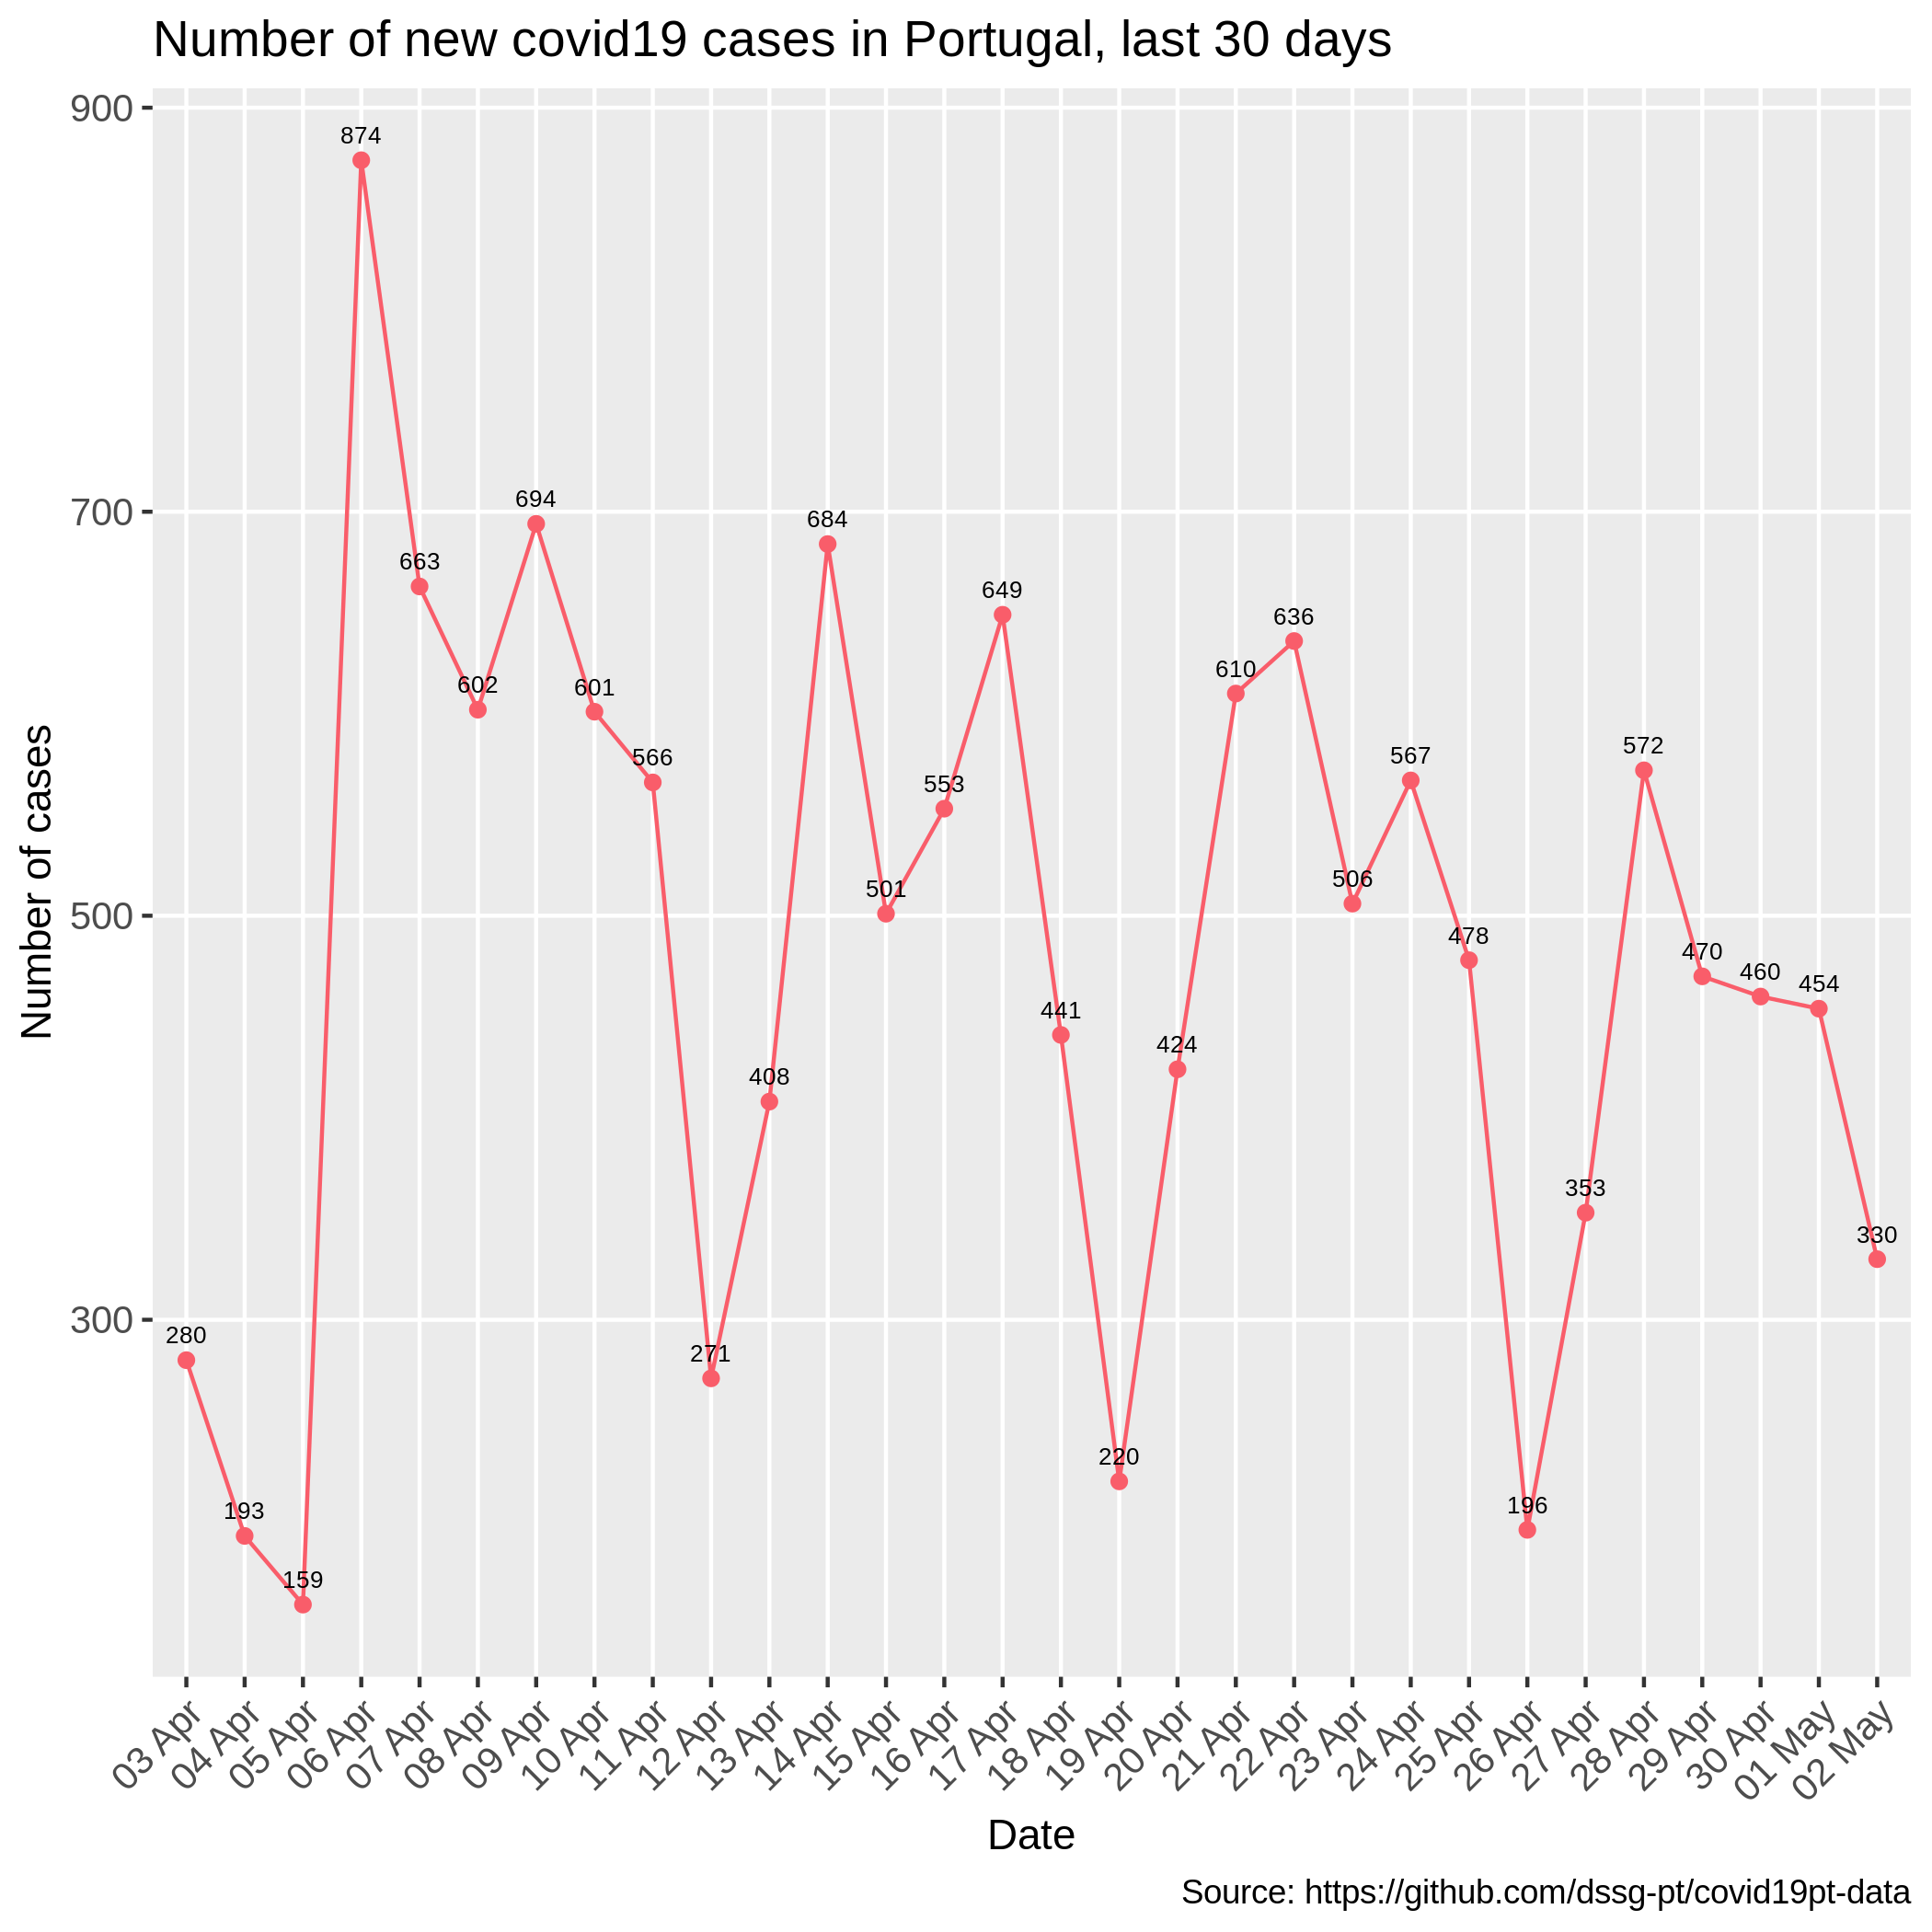 Number of new covid19 cases in Portugal, last 30 days
900
700
500
300
Number of cases
280
193
159
874
663
602
694
601
566
271
408
684
501
553
649
441
220
424
610
636
506
567
478
196
353
572
470
460
454
330
03 Apr
04 Apr
05 Apr
06 Apr
07 Apr
08 Apr
09 Apr
10 Apr
11 Apr
12 Apr
13 Apr
14 Apr
15 Apr
16 Apr
17 Apr
18 Apr
19 Apr
20 Apr
21 Apr
22 Apr
23 Apr
24 Apr
25 Apr
26 Apr
27 Apr
28 Apr
29 Apr
30 Apr
01 May
02 May
Date
Source: https://github.com/dssg-pt/covid19pt-data